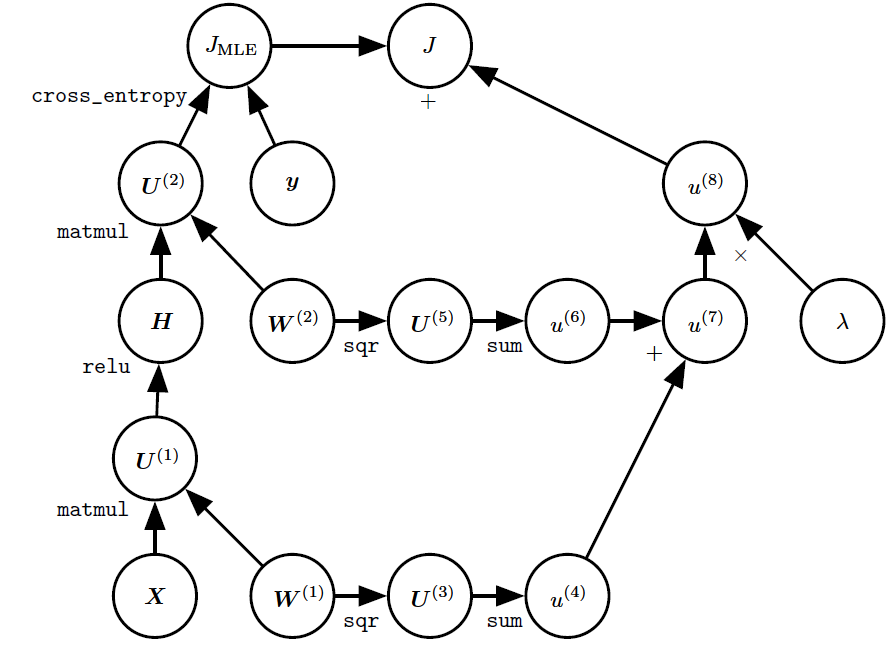 J_MLE J
cross_entropy +
U^(2) y u^(8)
matmul ×
H W^(2) U^(5) u^(6) u^(7) λ
sqr sum +
relu
U^(1)
matmul
X W^(1) U^(3) u^(4)
sqr sum